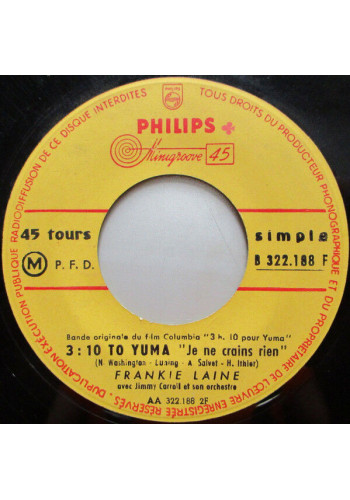 TOUS DROITS DU PRODUCTEUR PHONOGRAPHIQUE ET DU PROPRIETAIRE DE L'ŒUVRE ENREGISTRÉE RÉSERVÉS. DUPLICATION EXÉCUTION PUBLIQUE RADIODIFFUSION DE CE DISQUE INTERDITES
PHILIPS
PHILIPS
Minigroove 45
45 tours simple
M P. F. D. B 322.188 F
Bande originale du film Columbia "3 h. 10 pour Yuma"
3 : 10 TO YUMA "Je ne crains rien"
(N Washington - Duning - A Salvet - H. Ithier)
FRANKIE LAINE
avec Jimmy Carroll et son orchestre
AA 322.188 2F